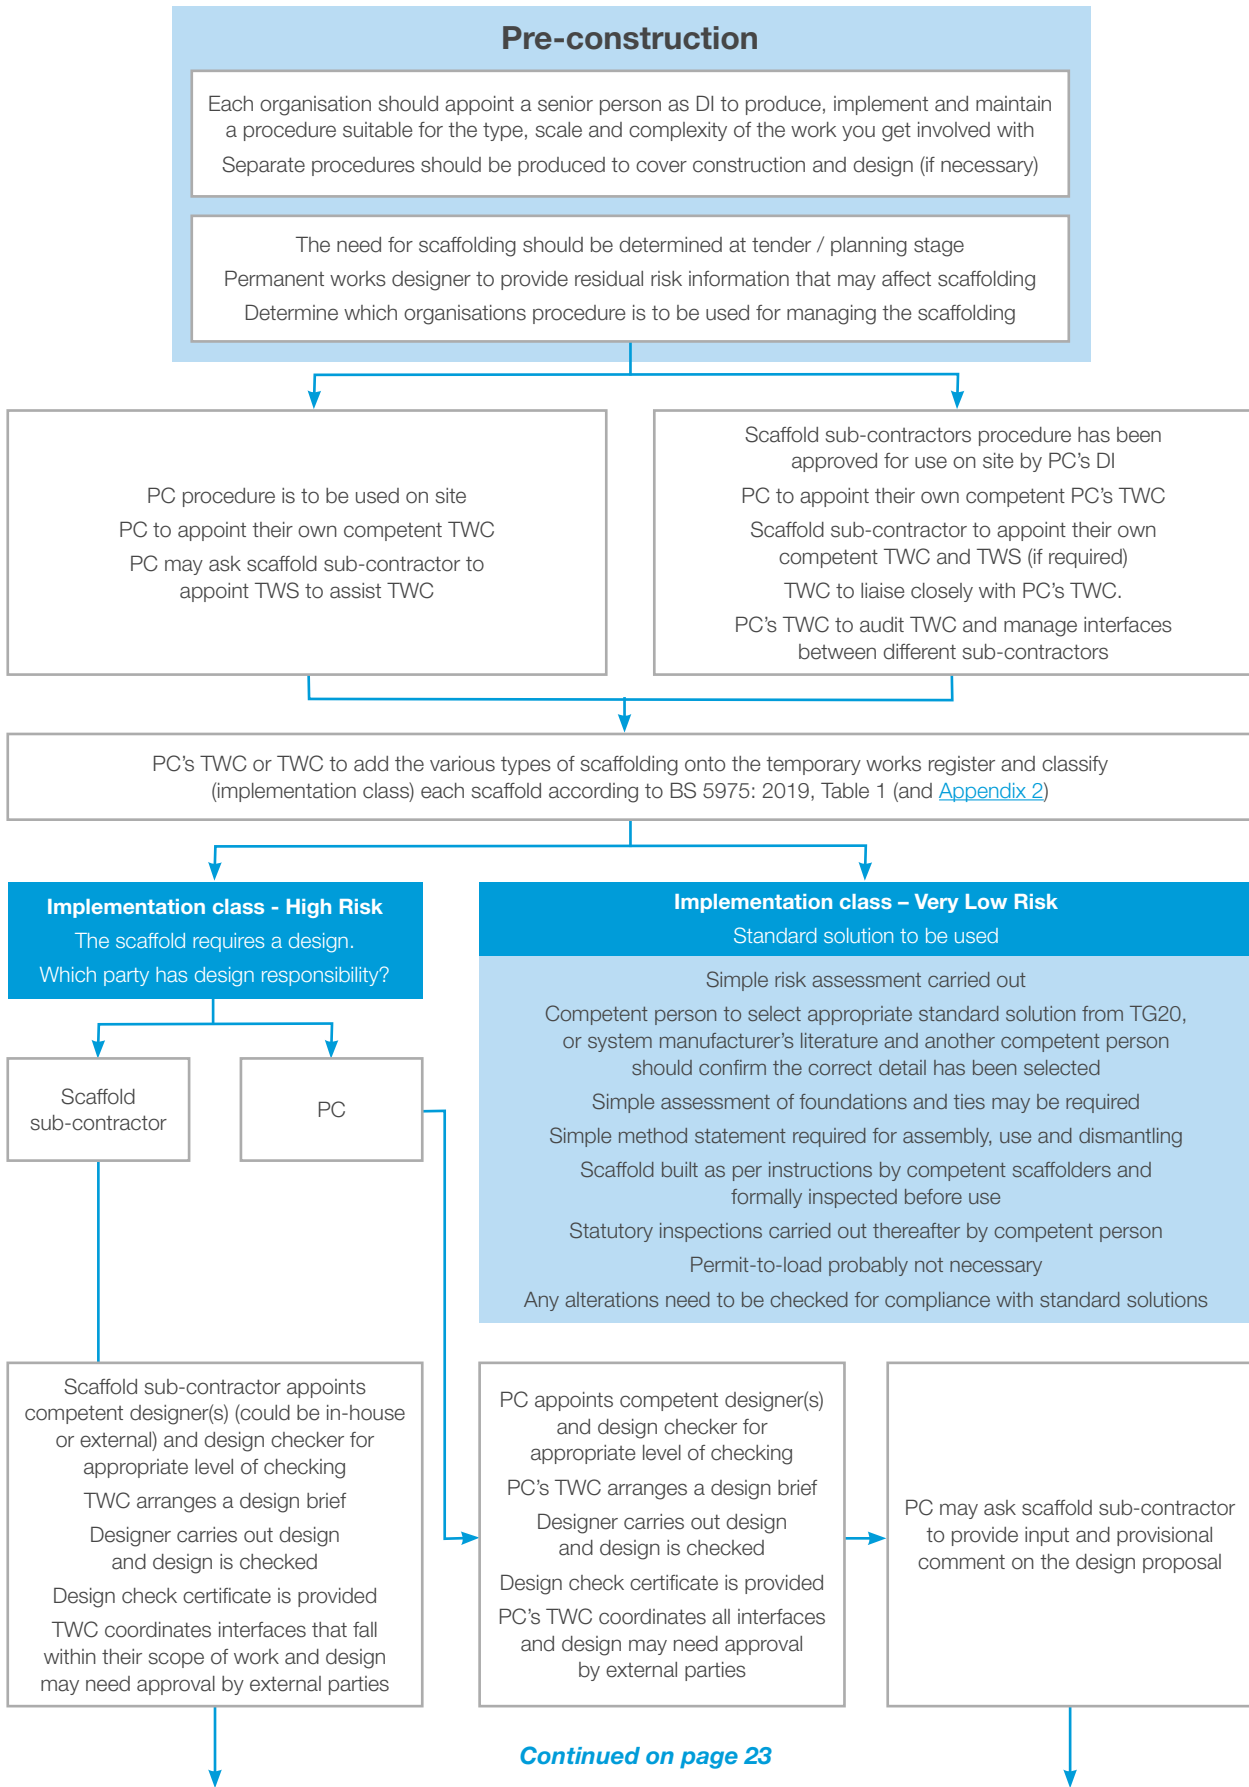 Pre-construction
Each organisation should appoint a senior person as DI to produce, implement and maintain
a procedure suitable for the type, scale and complexity of the work you get involved with
Separate procedures should be produced to cover construction and design (if necessary)
The need for scaffolding should be determined at tender / planning stage
Permanent works designer to provide residual risk information that may affect scaffolding
Determine which organisations procedure is to be used for managing the scaffolding
PC procedure is to be used on site
PC to appoint their own competent TWC
PC may ask scaffold sub-contractor to
appoint TWS to assist TWC
Scaffold sub-contractors procedure has been
approved for use on site by PC's DI
PC to appoint their own competent PC's TWC
Scaffold sub-contractor to appoint their own
competent TWC and TWS (if required)
TWC to liaise closely with PC's TWC.
PC's TWC to audit TWC and manage interfaces
between different sub-contractors
PC's TWC or TWC to add the various types of scaffolding onto the temporary works register and classify
(implementation class) each scaffold according to BS 5975: 2019, Table 1 (and Appendix 2)
Implementation class - High Risk
The scaffold requires a design.
Which party has design responsibility?
Implementation class – Very Low Risk
Standard solution to be used
Simple risk assessment carried out
Competent person to select appropriate standard solution from TG20,
or system manufacturer's literature and another competent person
should confirm the correct detail has been selected
Simple assessment of foundations and ties may be required
Simple method statement required for assembly, use and dismantling
Scaffold built as per instructions by competent scaffolders and
formally inspected before use
Statutory inspections carried out thereafter by competent person
Permit-to-load probably not necessary
Any alterations need to be checked for compliance with standard solutions
Scaffold
sub-contractor
PC
Scaffold sub-contractor appoints
competent designer(s) (could be in-house
or external) and design checker for
appropriate level of checking
TWC arranges a design brief
Designer carries out design
and design is checked
Design check certificate is provided
TWC coordinates interfaces that fall
within their scope of work and design
may need approval by external parties
PC appoints competent designer(s)
and design checker for
appropriate level of checking
PC's TWC arranges a design brief
Designer carries out design
and design is checked
Design check certificate is provided
PC's TWC coordinates all interfaces
and design may need approval
by external parties
PC may ask scaffold sub-contractor
to provide input and provisional
comment on the design proposal
Continued on page 23